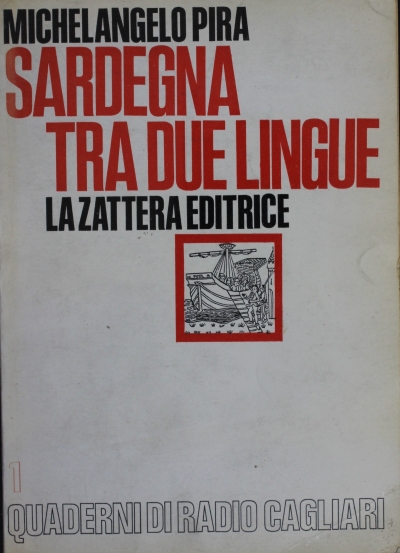 MICHELANGELO PIRA
SARDEGNA
TRA DUE LINGUE
LA ZATTERA EDITRICE
1
QUADERNI DI RADIO CAGLIARI